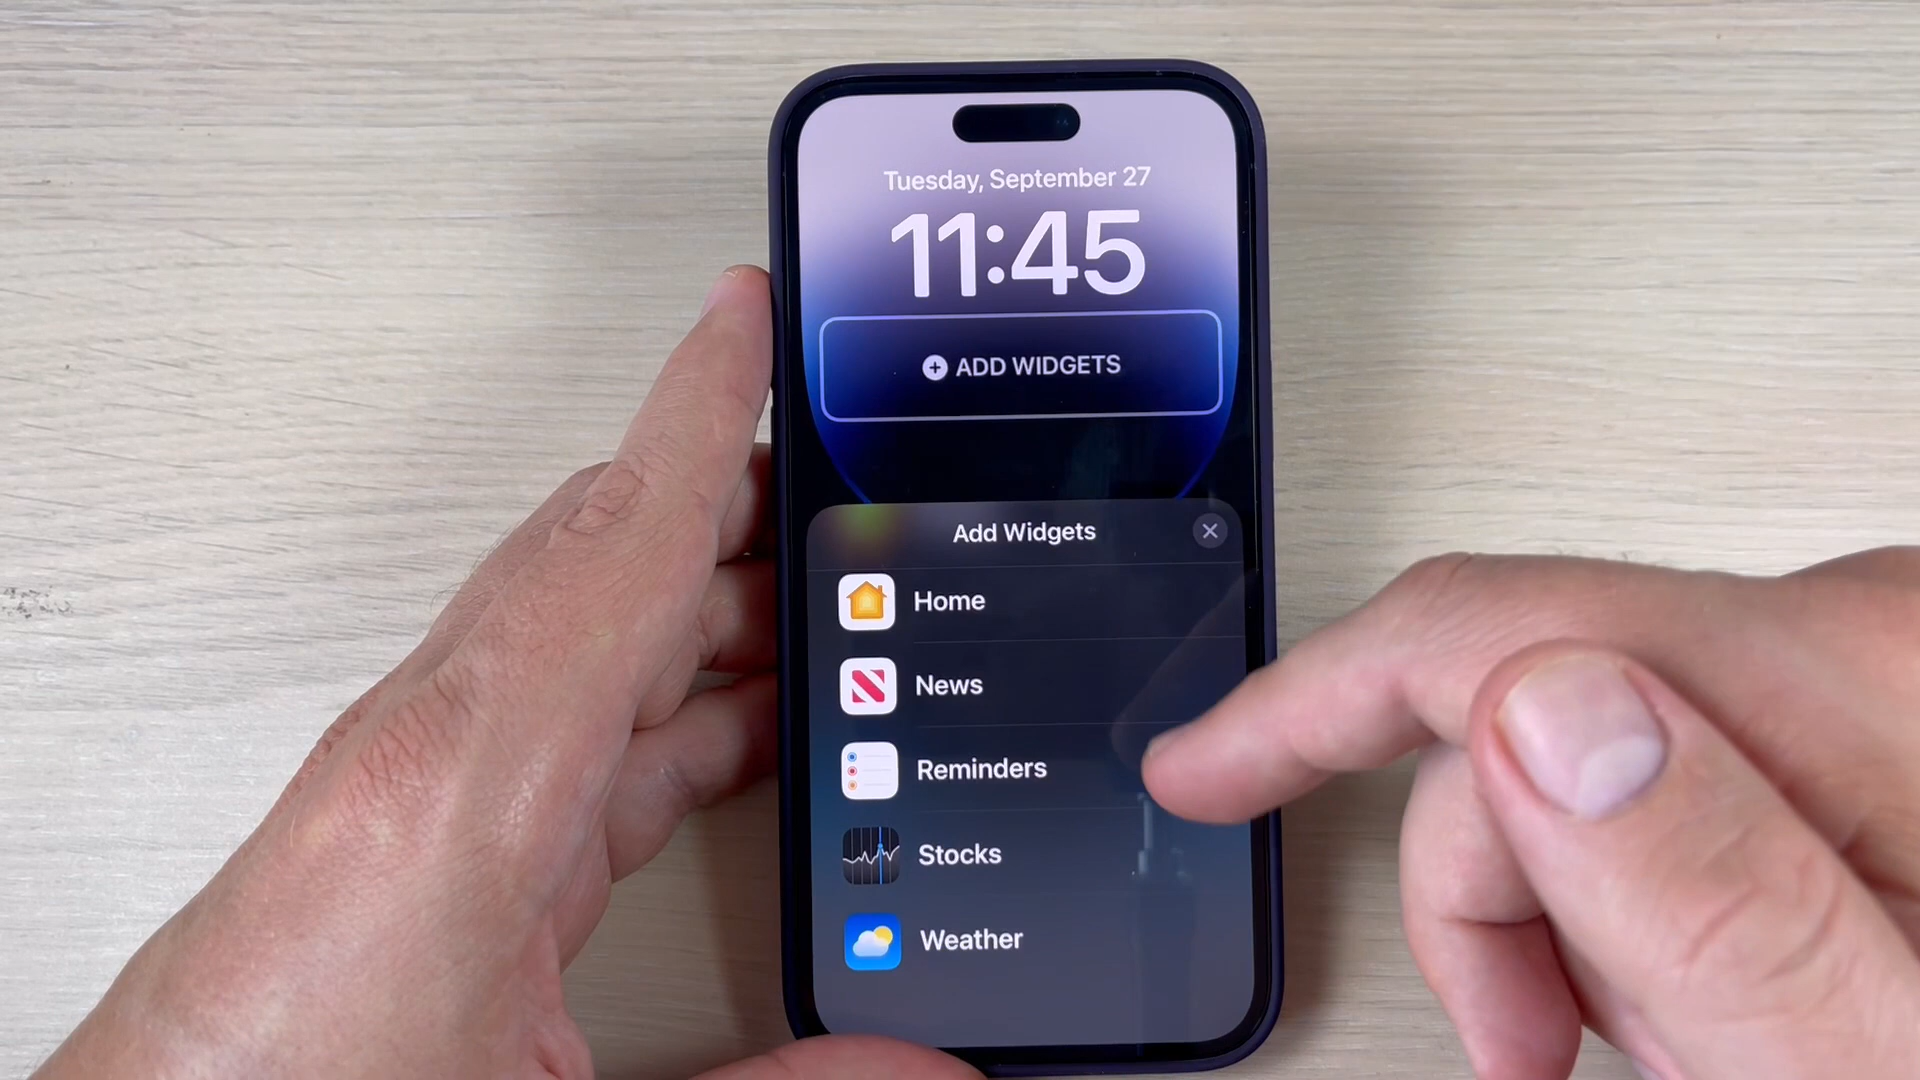 Tuesday, September 27
11:45
ADD WIDGETS
Add Widgets
Home
News
Reminders
Stocks
Weather